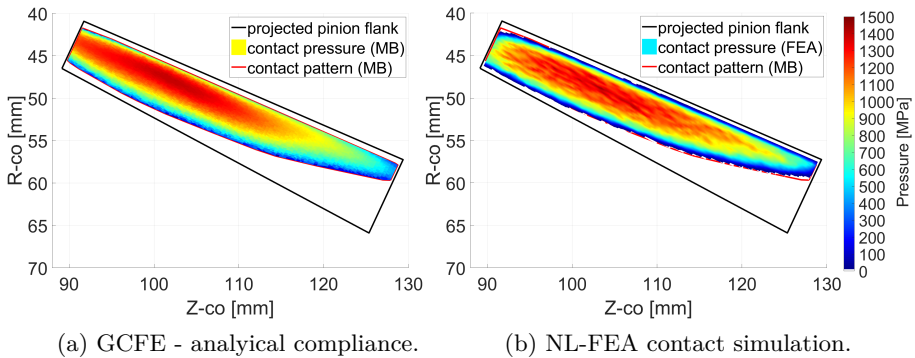 40
45
50
55
60
65
70
R-co [mm]
90 100 110 120 130
Z-co [mm]
projected pinion flank
contact pressure (MB)
contact pattern (MB)
(a) GCFE - analyical compliance.
40
45
50
55
60
65
70
R-co [mm]
90 100 110 120 130
Z-co [mm]
projected pinion flank
contact pressure (FEA)
contact pattern (MB)
1500
1400
1300
1200
1100
1000
900
800
700
600
500
400
300
200
100
0
Pressure [MPa]
(b) NL-FEA contact simulation.